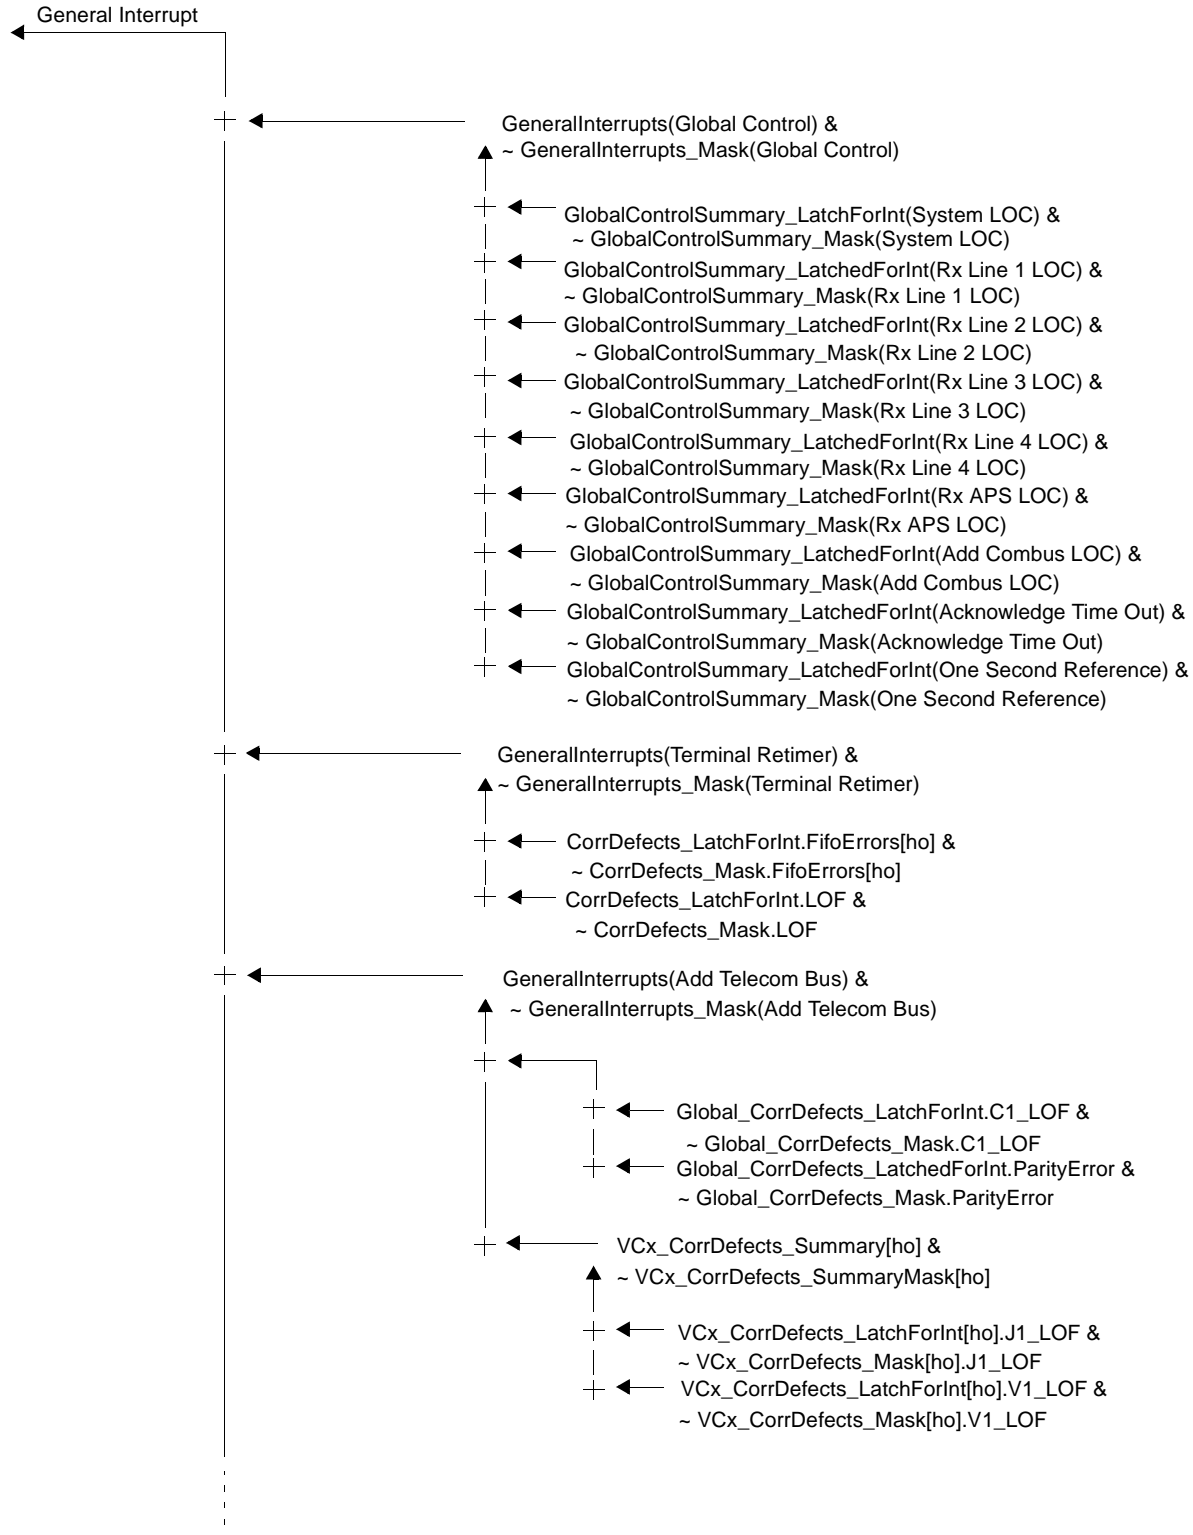 General Interrupt
GeneralInterrupts(Global Control) &
~ GeneralInterrupts_Mask(Global Control)
GlobalControlSummary_LatchForInt(System LOC) &
~ GlobalControlSummary_Mask(System LOC)
GlobalControlSummary_LatchedForInt(Rx Line 1 LOC) &
~ GlobalControlSummary_Mask(Rx Line 1 LOC)
GlobalControlSummary_LatchedForInt(Rx Line 2 LOC) &
~ GlobalControlSummary_Mask(Rx Line 2 LOC)
GlobalControlSummary_LatchedForInt(Rx Line 3 LOC) &
~ GlobalControlSummary_Mask(Rx Line 3 LOC)
GlobalControlSummary_LatchedForInt(Rx Line 4 LOC) &
~ GlobalControlSummary_Mask(Rx Line 4 LOC)
GlobalControlSummary_LatchedForInt(Rx APS LOC) &
~ GlobalControlSummary_Mask(Rx APS LOC)
GlobalControlSummary_LatchedForInt(Add Combus LOC) &
~ GlobalControlSummary_Mask(Add Combus LOC)
GlobalControlSummary_LatchedForInt(Acknowledge Time Out) &
~ GlobalControlSummary_Mask(Acknowledge Time Out)
GlobalControlSummary_LatchedForInt(One Second Reference) &
~ GlobalControlSummary_Mask(One Second Reference)
GeneralInterrupts(Terminal Retimer) &
~ GeneralInterrupts_Mask(Terminal Retimer)
CorrDefects_LatchForInt.FifoErrors[ho] &
~ CorrDefects_Mask.FifoErrors[ho]
CorrDefects_LatchForInt.LOF &
~ CorrDefects_Mask.LOF
GeneralInterrupts(Add Telecom Bus) &
~ GeneralInterrupts_Mask(Add Telecom Bus)
Global_CorrDefects_LatchForInt.C1_LOF &
~ Global_CorrDefects_Mask.C1_LOF
Global_CorrDefects_LatchedForInt.ParityError &
~ Global_CorrDefects_Mask.ParityError
VCx_CorrDefects_Summary[ho] &
~ VCx_CorrDefects_SummaryMask[ho]
VCx_CorrDefects_LatchForInt[ho].J1_LOF &
~ VCx_CorrDefects_Mask[ho].J1_LOF
VCx_CorrDefects_LatchForInt[ho].V1_LOF &
~ VCx_CorrDefects_Mask[ho].V1_LOF